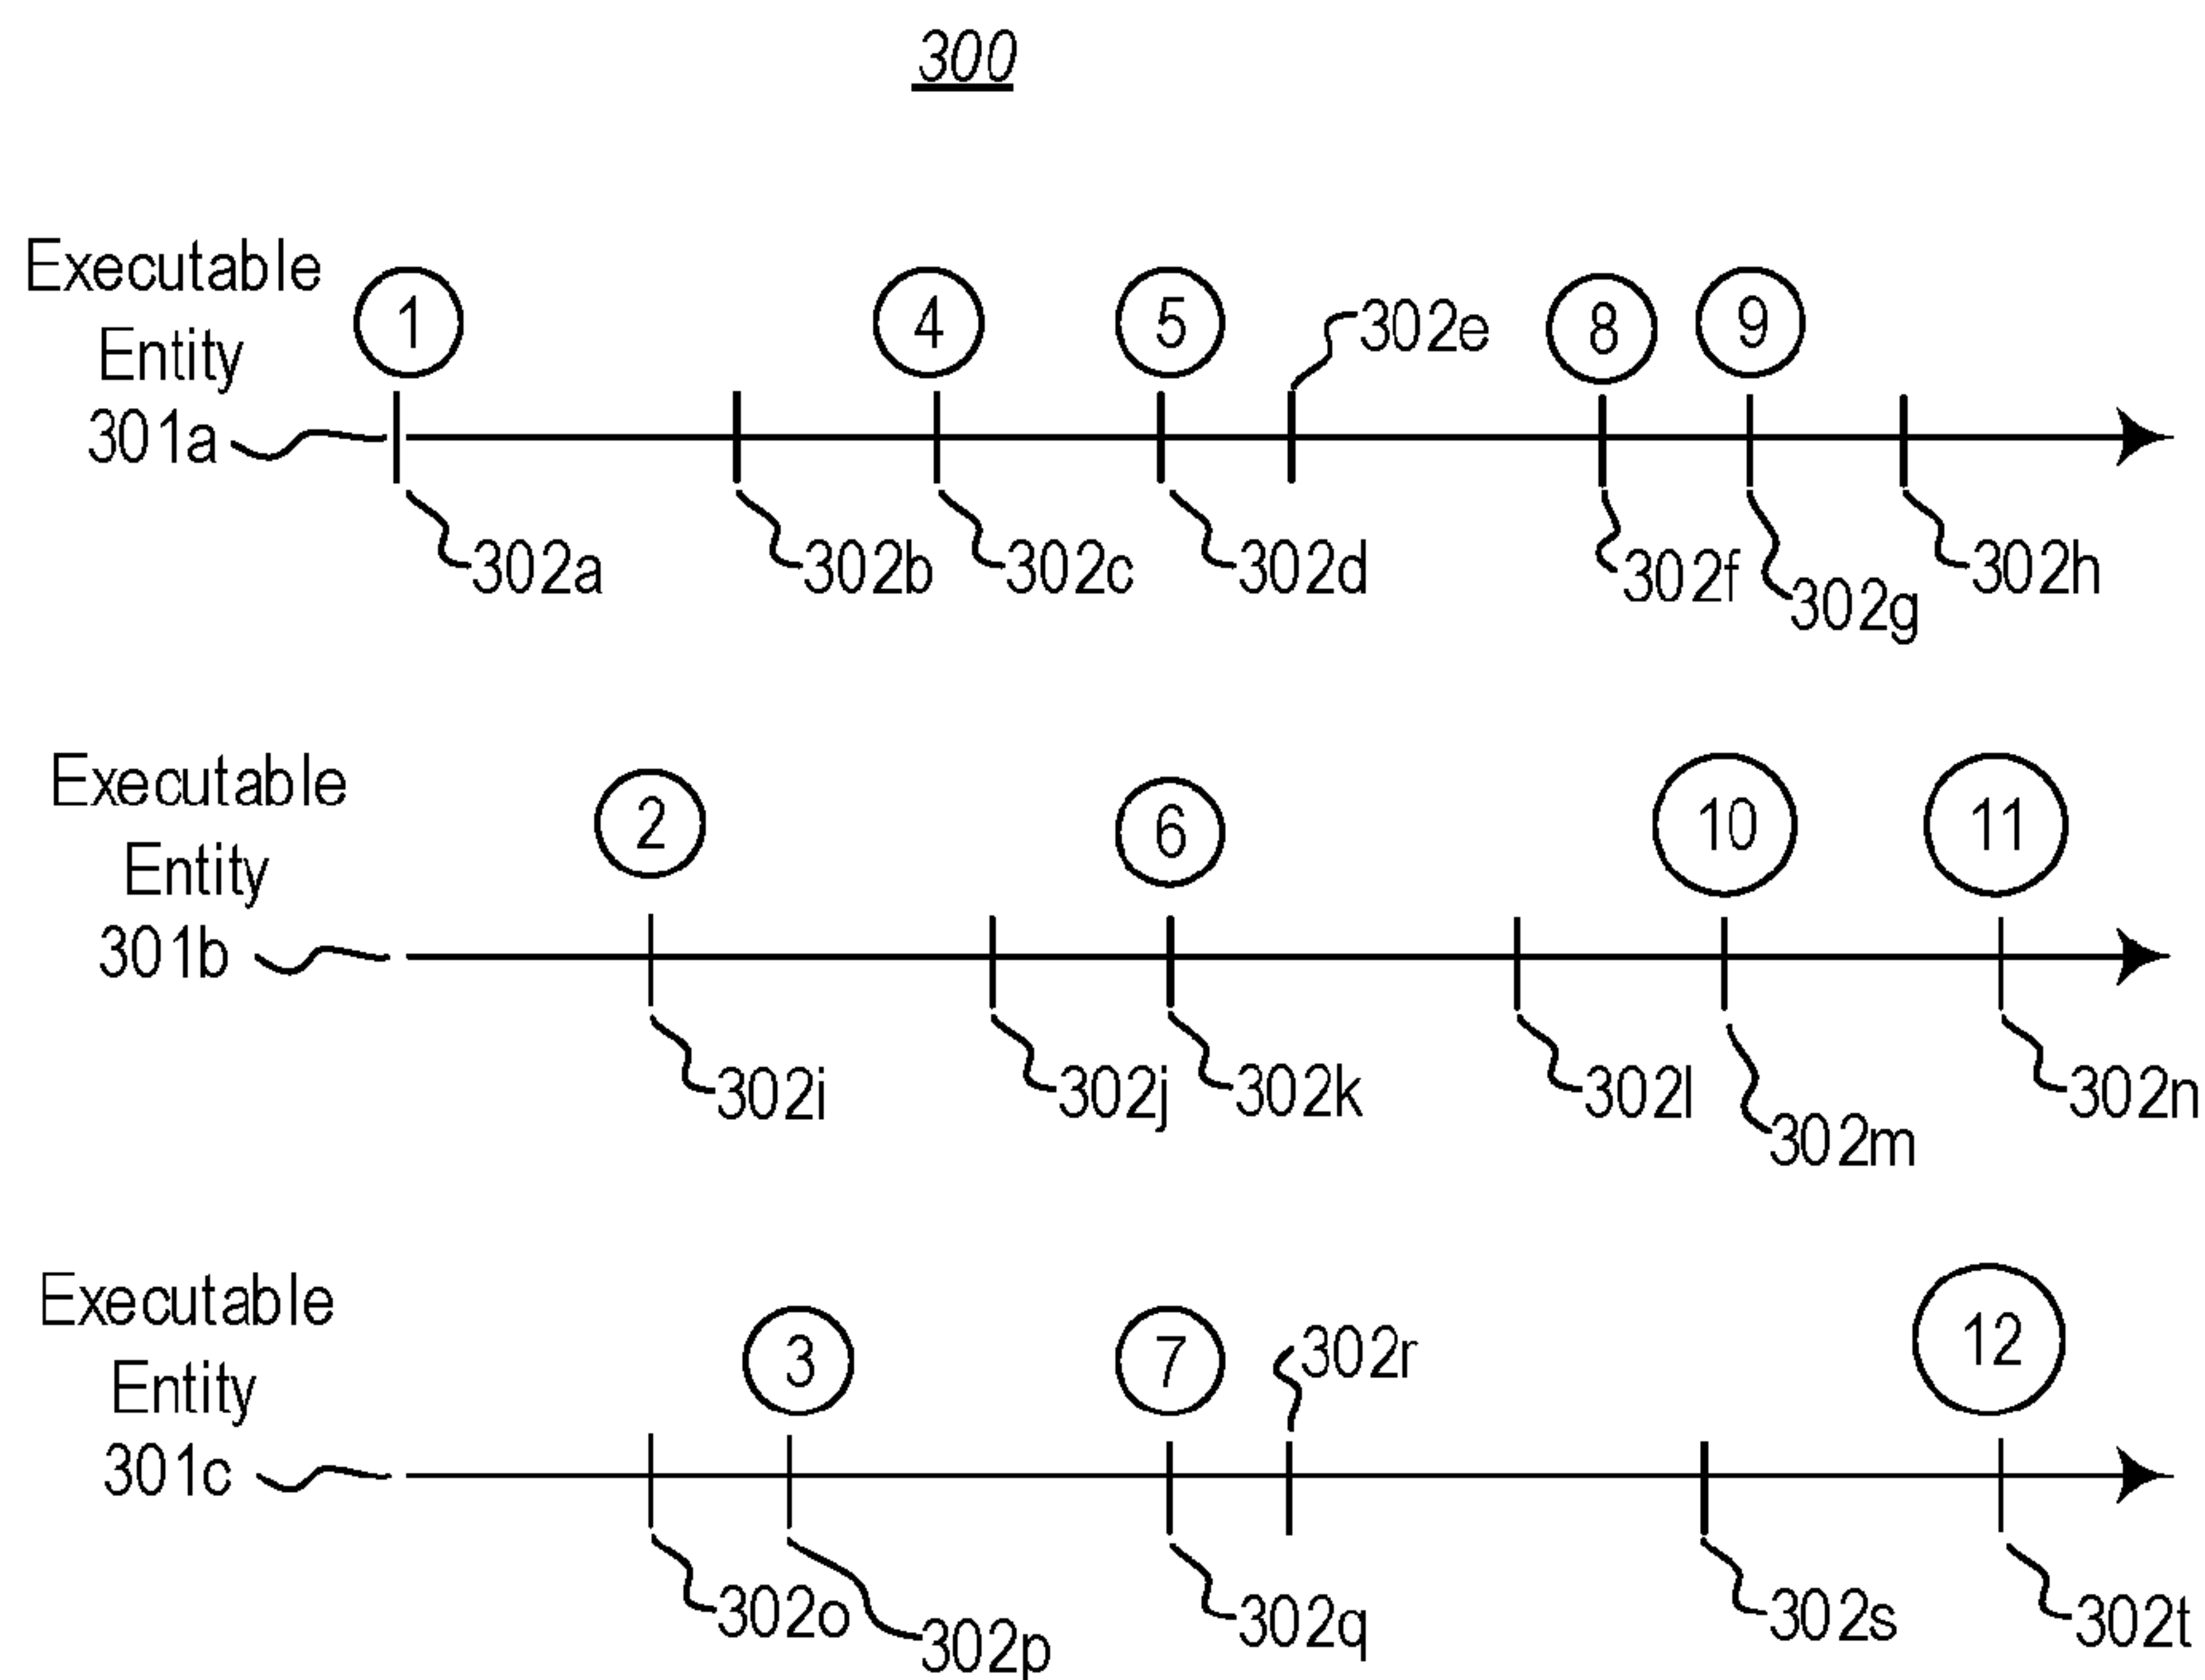 300
Executable
Entity
301a
1
4
5
302e
8
9
302a
302b
302c
302d
302f
302g
302h
Executable
Entity
301b
2
6
10
11
302i
302j
302k
302l
302m
302n
Executable
Entity
301c
3
7
302r
12
302o
302p
302q
302s
302t